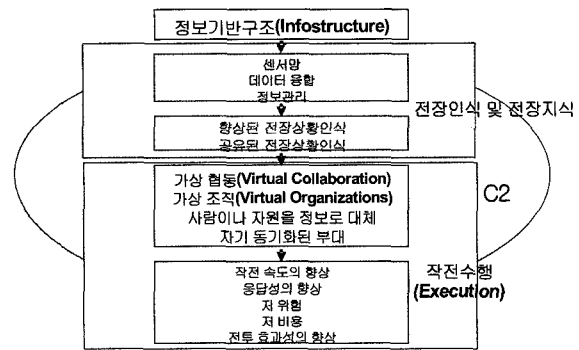 정보기반구조(Infostructure)
센서망
데이터 융합
정보관리
향상된 전장상황인식
공유된 전장상황인식
전장인식 및 전장지식
가상 협동(Virtual Collaboration)
가상 조직(Virtual Organizations)
사람이나 자원을 정보로 대체
자기 동기화된 부대
C2
작전 속도의 향상
응답성의 향상
저 위험
저 비용
전투 효과성의 향상
작전수행
(Execution)